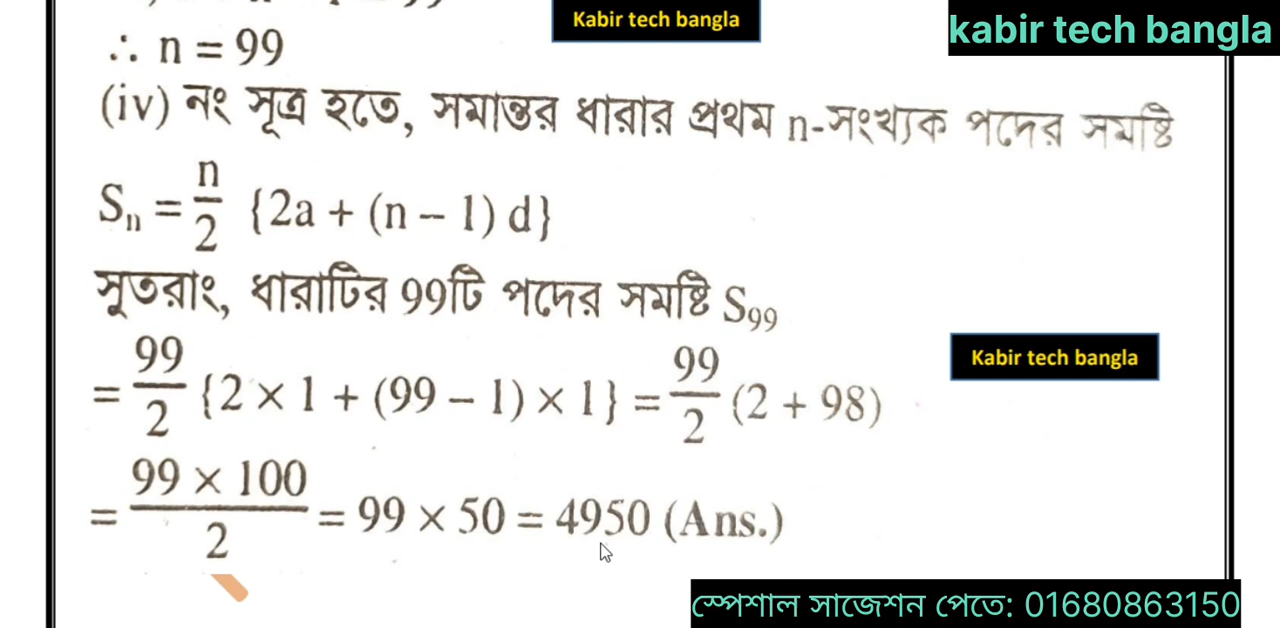 Kabir tech bangla
kabir tech bangla
∴ n = 99
(iv) নং সূত্র হতে, সমান্তর ধারার প্রথম n-সংখ্যক পদের সমষ্টি
Sₙ = n/2 {2a + (n – 1) d}
সুতরাং, ধারাটির 99টি পদের সমষ্টি S₉₉
Kabir tech bangla
= 99/2 {2 × 1 + (99 – 1) × 1} = 99/2 (2 + 98)
= 99 × 100/2 = 99 × 50 = 4950 (Ans.)
স্পেশাল সাজেশন পেতে: 01680863150